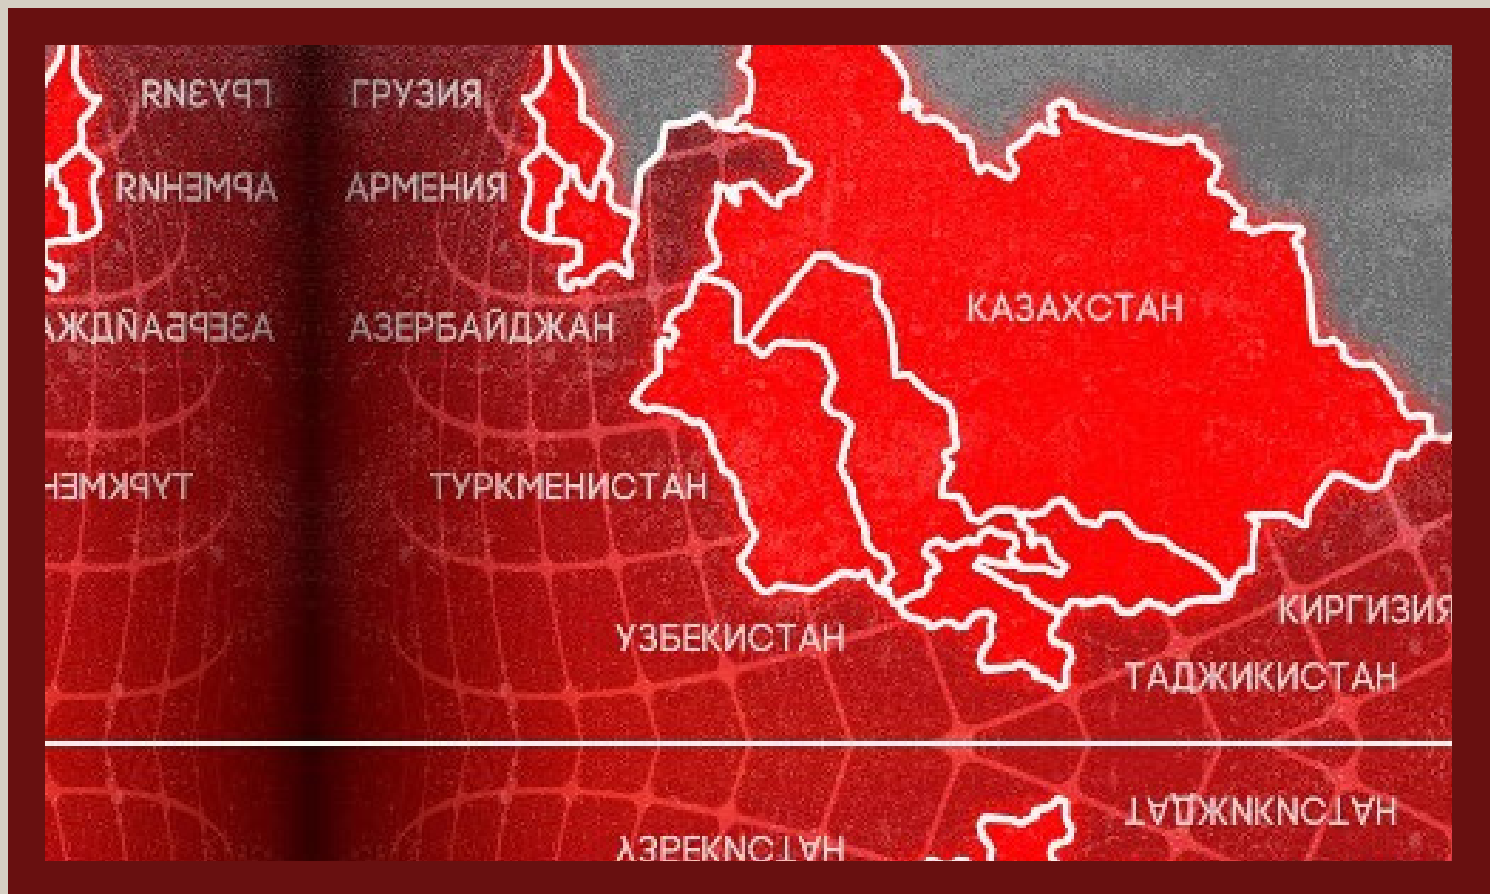 ГРУЗИЯ
АРМЕНИЯ
КАЗАХСТАН
АЗЕРБАЙДЖАН
ТУРКМЕНИСТАН
КИРГИЗИЯ
УЗБЕКИСТАН
ТАДЖИКИСТАН